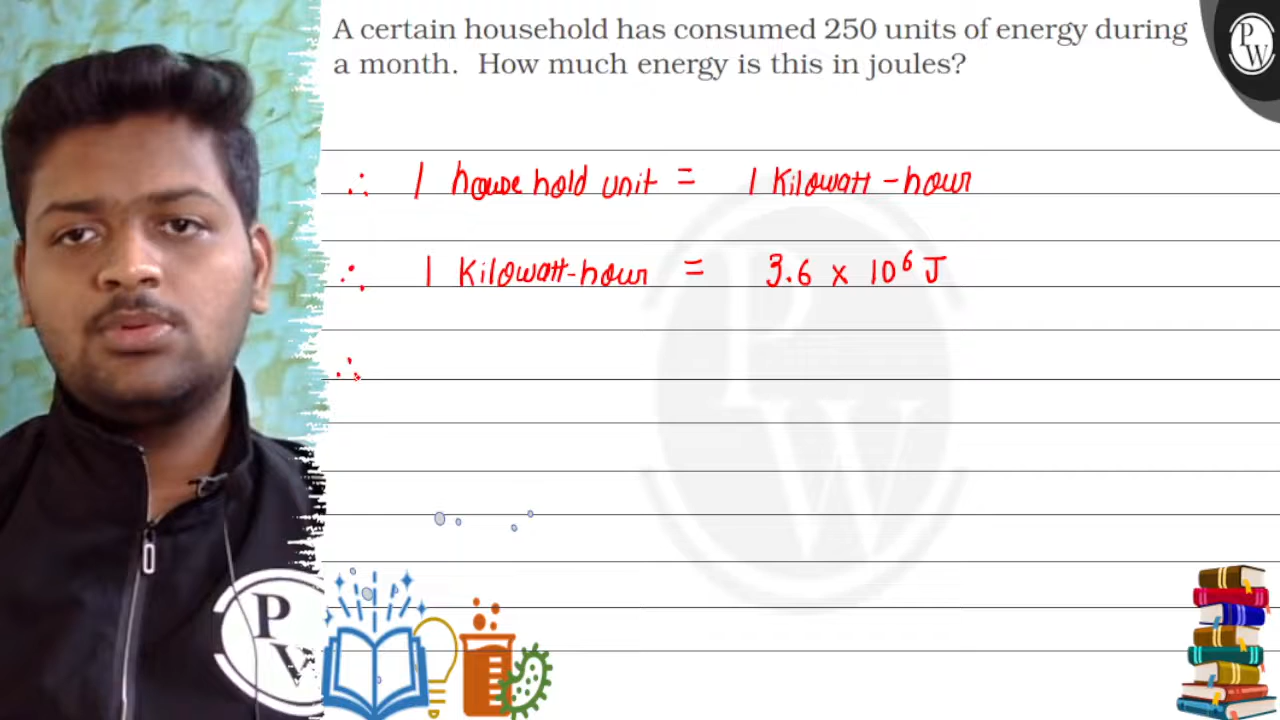 A certain household has consumed 250 units of energy during
a month. How much energy is this in joules?
∴ 1 household unit = 1 Kilowatt-hour
∴ 1 Kilowatt-hour = 3.6 x 10⁶ J
∴
P
W
P
W
P
W